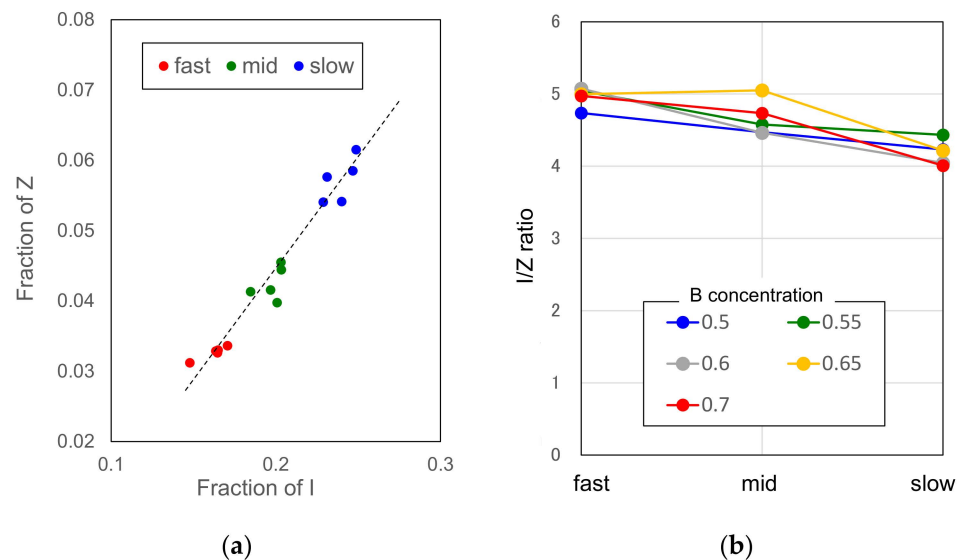 0.08
0.07
0.06
0.05
0.04
0.03
0.02
Fraction of Z
fast mid slow
0.1 0.2 0.3
Fraction of I
(a)
6
5
4
3
2
1
0
I/Z ratio
B concentration
0.5 0.55
0.6 0.65
0.7
fast mid slow
(b)